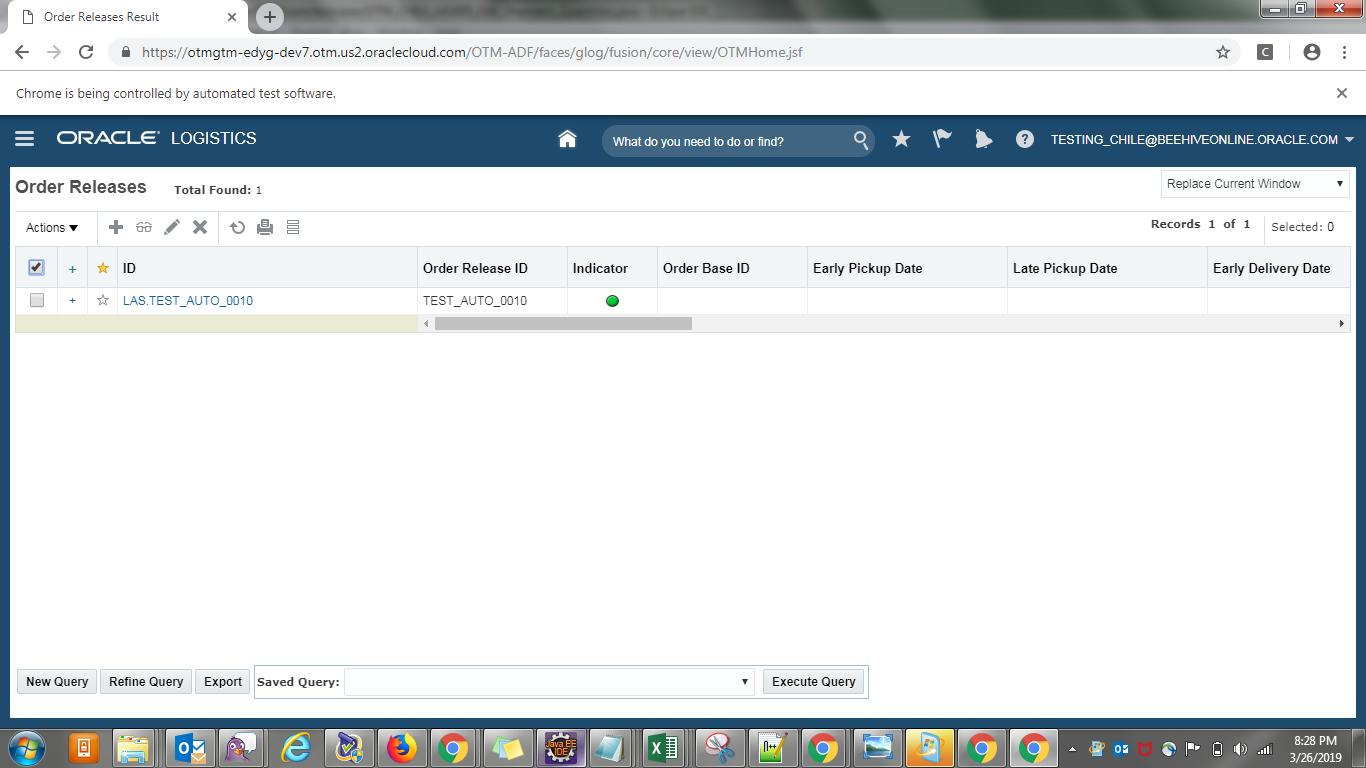 Order Releases Result
https://otmgtm-edyg-dev7.otm.us2.oraclecloud.com/OTM-ADF/faces/glog/fusion/core/view/OTMHome.jsf
Chrome is being controlled by automated test software.
ORACLE LOGISTICS
What do you need to do or find?
TESTING_CHILE@BEEHIVEONLINE.ORACLE.COM
Order Releases Total Found: 1
Replace Current Window
Actions
Records 1 of 1 Selected: 0
ID Order Release ID Indicator Order Base ID Early Pickup Date Late Pickup Date Early Delivery Date
LAS.TEST_AUTO_0010 TEST_AUTO_0010
New Query Refine Query Export Saved Query: Execute Query
Java EE
IDE
8:28 PM
3/26/2019